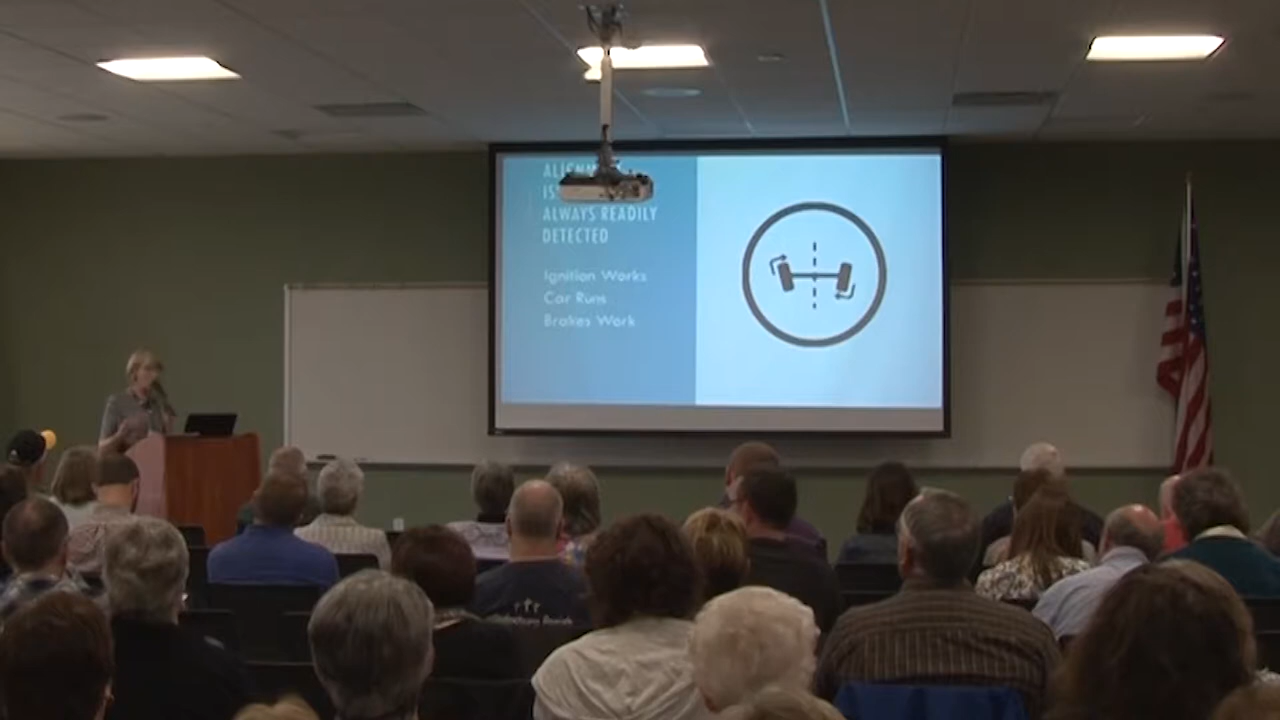 ALWAYS READILY
DETECTED
Ignition Works
Car Runs
Brakes Work